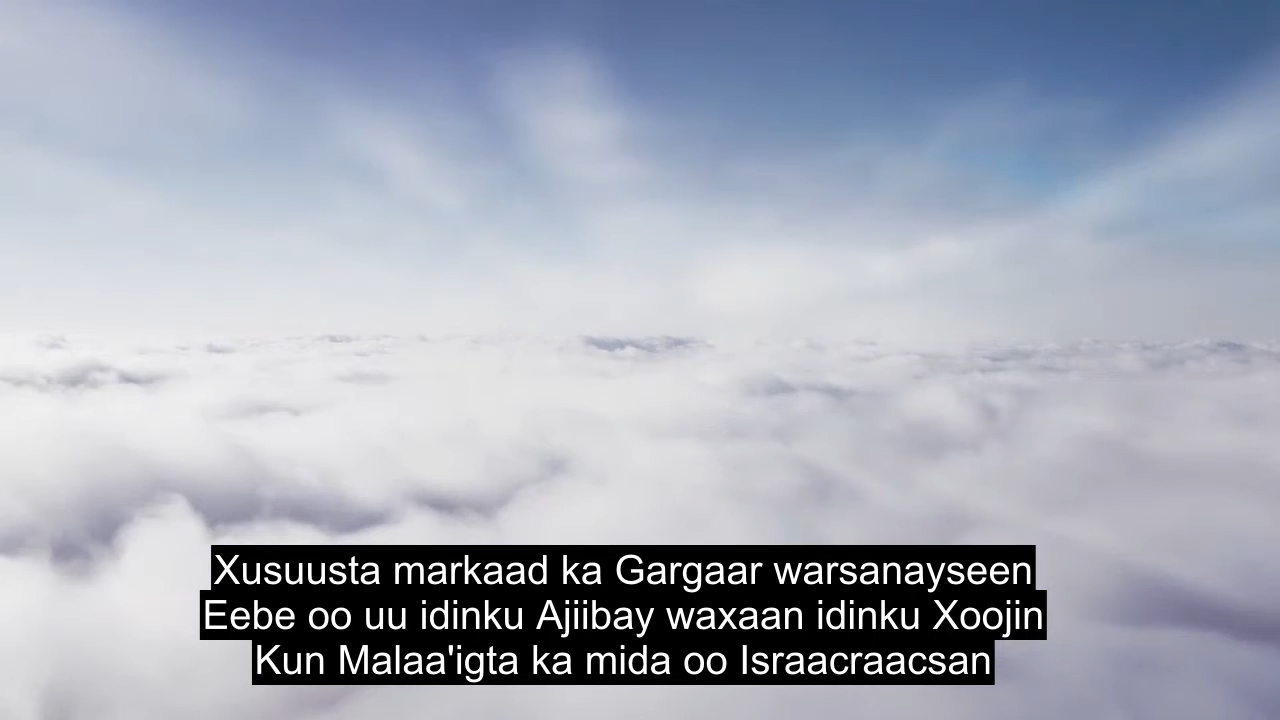 Xusuusta markaad ka Gargaar warsanayseen
Eebe oo uu idinku Ajiibay waxaan idinku Xoojin
Kun Malaa'igta ka mida oo Israacraacsan